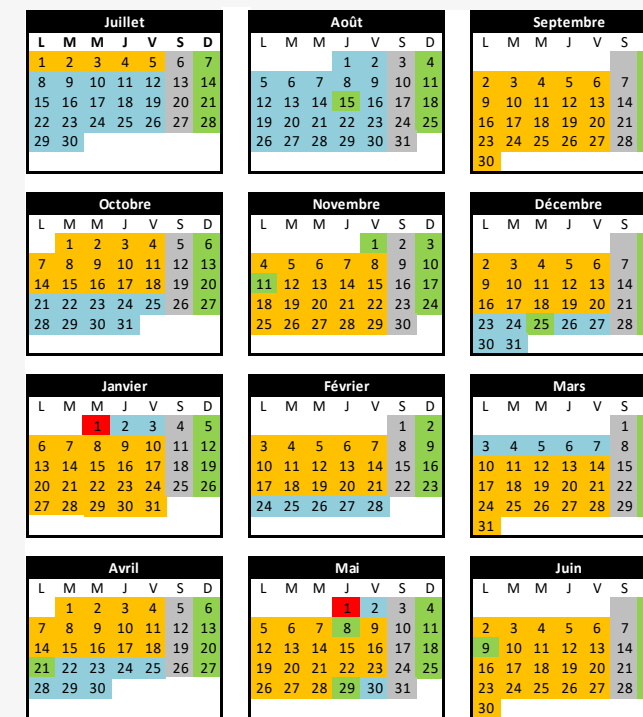 Juillet Août Septembre
L M M J V S D L M M J V S D L M M J V S
1 2 3 4 5 6 7 1 2 3 4
8 9 10 11 12 13 14 5 6 7 8 9 10 11 2 3 4 5 6 7
15 16 17 18 19 20 21 12 13 14 15 16 17 18 9 10 11 12 13 14
22 23 24 25 26 27 28 19 20 21 22 23 24 25 16 17 18 19 20 21
29 30 26 27 28 29 30 31 23 24 25 26 27 28
30
Octobre Novembre Décembre
L M M J V S D L M M J V S D L M M J V S
1 2 3 4 5 6 1 2 3
7 8 9 10 11 12 13 4 5 6 7 8 9 10 2 3 4 5 6 7
14 15 16 17 18 19 20 11 12 13 14 15 16 17 9 10 11 12 13 14
21 22 23 24 25 26 27 18 19 20 21 22 23 24 16 17 18 19 20 21
28 29 30 31 25 26 27 28 29 30 23 24 25 26 27 28
30 31
Janvier Février Mars
L M M J V S D L M M J V S D L M M J V S
1 2 3 4 5 1 2 1
6 7 8 9 10 11 12 3 4 5 6 7 8 9 3 4 5 6 7 8
13 14 15 16 17 18 19 10 11 12 13 14 15 16 10 11 12 13 14 15
20 21 22 23 24 25 26 17 18 19 20 21 22 23 17 18 19 20 21 22
27 28 29 30 31 24 25 26 27 28 24 25 26 27 28 29
31
Avril Mai Juin
L M M J V S D L M M J V S D L M M J V S
1 2 3 4 5 6 1 2 3 4
7 8 9 10 11 12 13 5 6 7 8 9 10 11 2 3 4 5 6 7
14 15 16 17 18 19 20 12 13 14 15 16 17 18 9 10 11 12 13 14
21 22 23 24 25 26 27 19 20 21 22 23 24 25 16 17 18 19 20 21
28 29 30 26 27 28 29 30 31 23 24 25 26 27 28
30